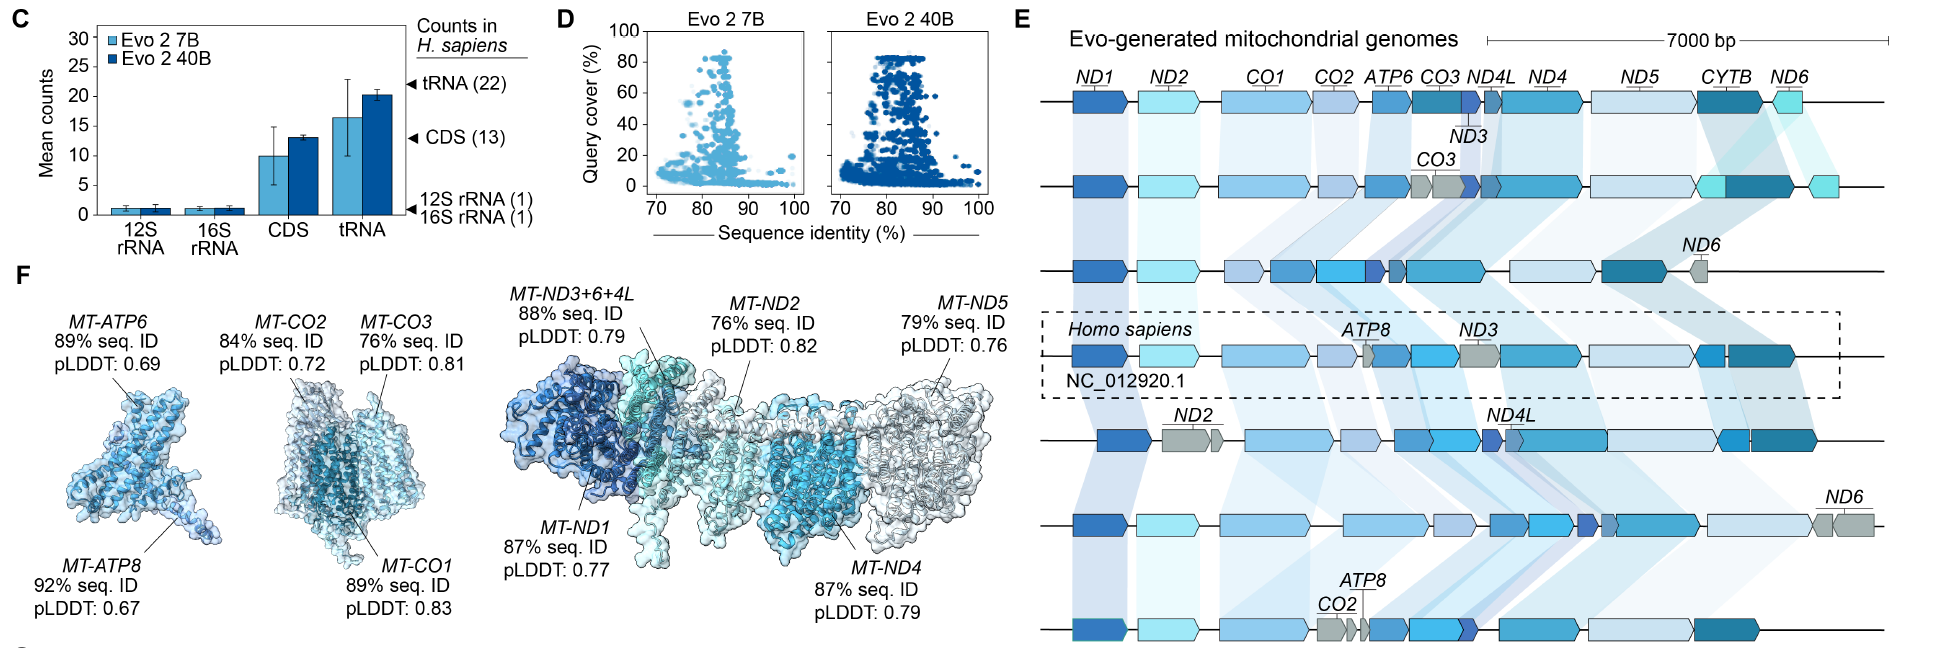 C
Counts in
H. sapiens
30
25
20
15
10
5
0
Mean counts
Evo 2 7B
Evo 2 40B
tRNA (22)
CDS (13)
12S rRNA (1)
16S rRNA (1)
12S
rRNA
16S
rRNA
CDS
tRNA
D
Evo 2 7B
Evo 2 40B
Query cover (%)
100
80
60
40
20
0
70
80
90
100
70
80
90
100
Sequence identity (%)
E
Evo-generated mitochondrial genomes
7000 bp
ND1
ND2
CO1
CO2
ATP6
CO3
ND4L
ND4
ND5
CYTB
ND6
ND3
CO3
ND6
Homo sapiens
ATP8
ND3
NC_012920.1
ND2
ND4L
ND6
ATP8
CO2
F
MT-ATP6
89% seq. ID
pLDDT: 0.69
MT-ATP8
92% seq. ID
pLDDT: 0.67
MT-CO2
84% seq. ID
pLDDT: 0.72
MT-CO3
76% seq. ID
pLDDT: 0.81
MT-CO1
89% seq. ID
pLDDT: 0.83
MT-ND3+6+4L
88% seq. ID
pLDDT: 0.79
MT-ND2
76% seq. ID
pLDDT: 0.82
MT-ND5
79% seq. ID
pLDDT: 0.76
MT-ND1
87% seq. ID
pLDDT: 0.77
MT-ND4
87% seq. ID
pLDDT: 0.79